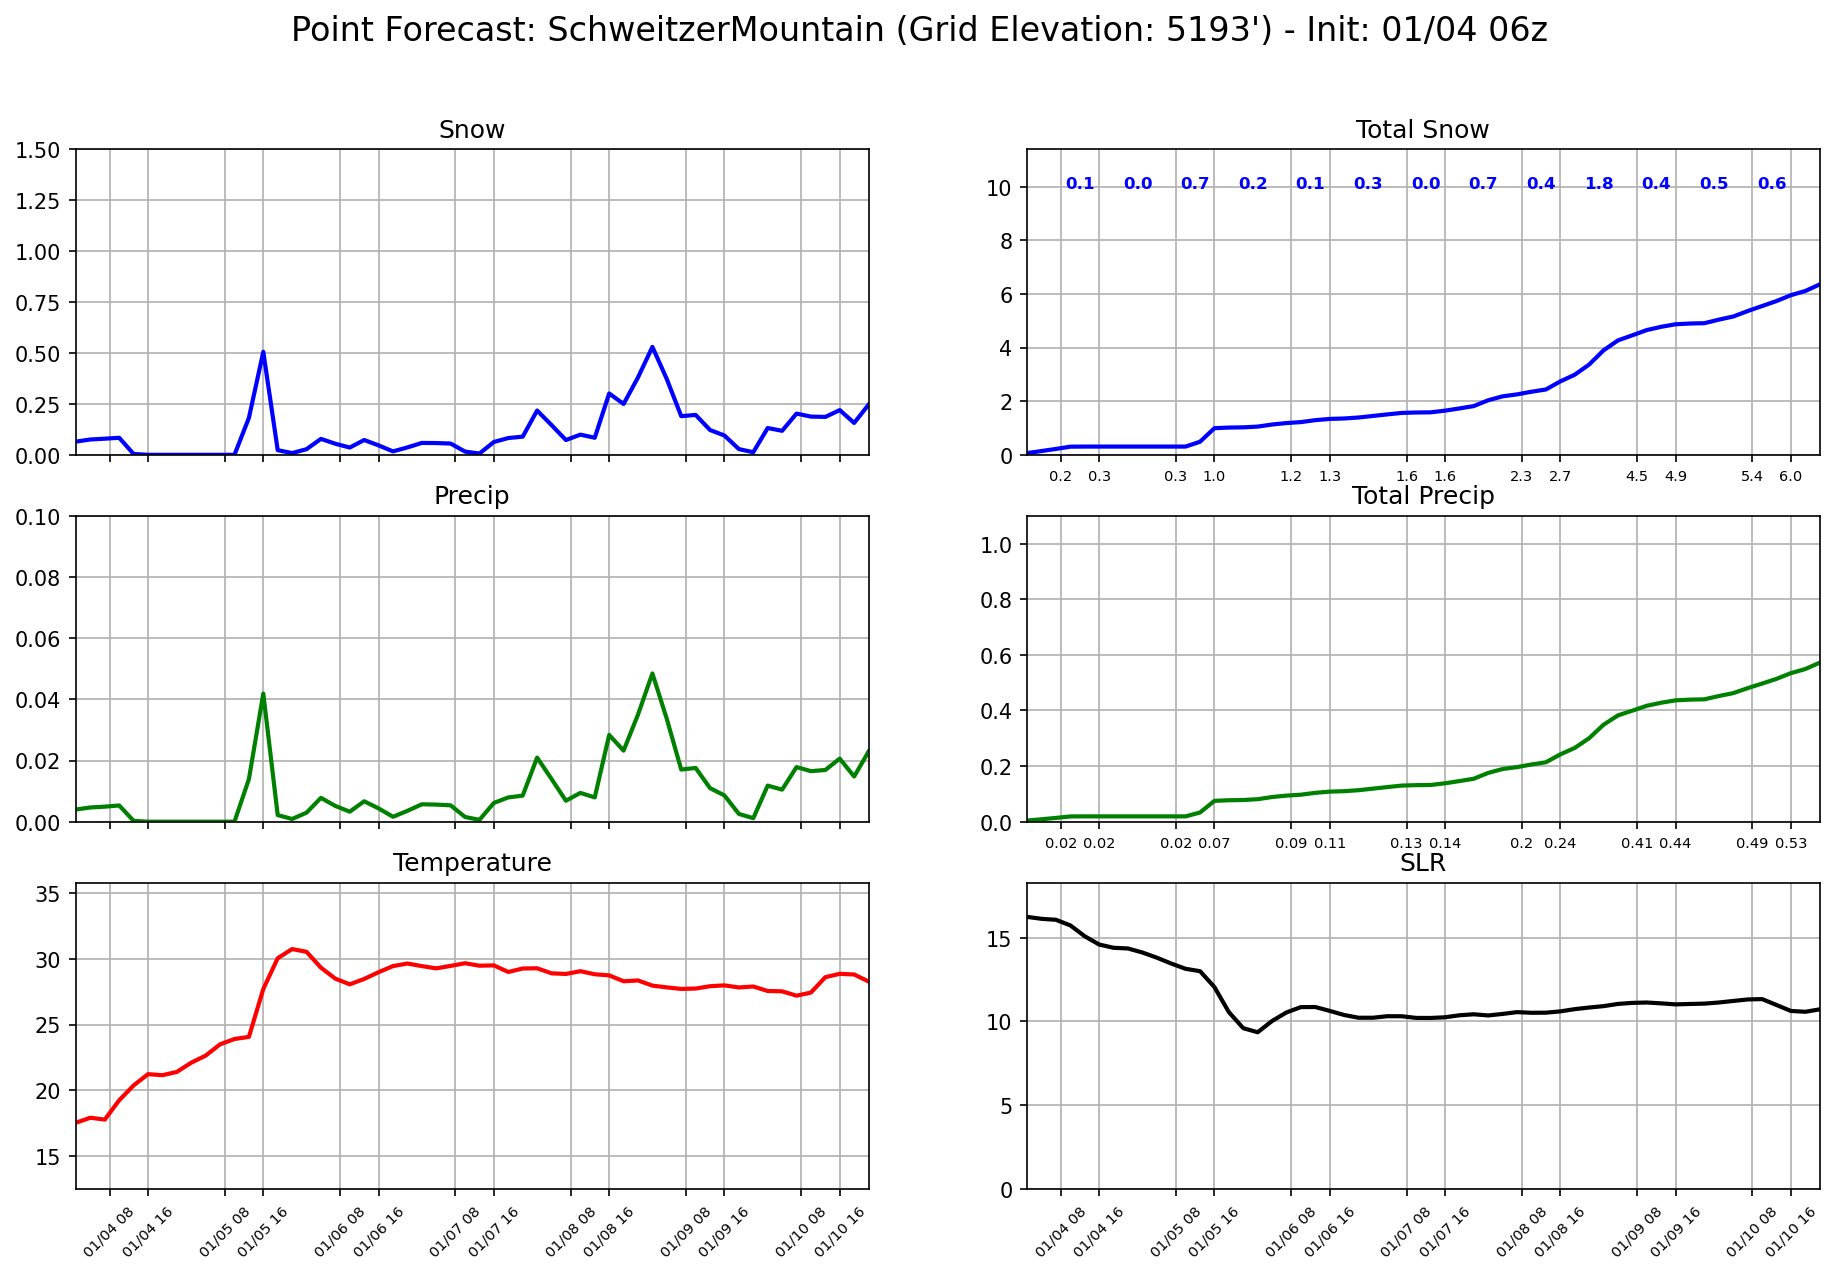 Point Forecast: SchweitzerMountain (Grid Elevation: 5193') - Init: 01/04 06z
Snow
1.50
1.25
1.00
0.75
0.50
0.25
0.00
Total Snow
10
8
6
4
2
0
0.1 0.0 0.7 0.2 0.1 0.3 0.0 0.7 0.4 1.8 0.4 0.5 0.6
0.2 0.3 0.3 1.0 1.2 1.3 1.6 1.6 2.3 2.7 4.5 4.9 5.4 6.0
Precip
0.10
0.08
0.06
0.04
0.02
0.00
Total Precip
1.0
0.8
0.6
0.4
0.2
0.0
0.02 0.02 0.02 0.07 0.09 0.11 0.13 0.14 0.2 0.24 0.41 0.44 0.49 0.53
Temperature
35
30
25
20
15
01/04 08 01/04 16 01/05 08 01/05 16 01/06 08 01/06 16 01/07 08 01/07 16 01/08 08 01/08 16 01/09 08 01/09 16 01/10 08 01/10 16
SLR
15
10
5
0
01/04 08 01/04 16 01/05 08 01/05 16 01/06 08 01/06 16 01/07 08 01/07 16 01/08 08 01/08 16 01/09 08 01/09 16 01/10 08 01/10 16